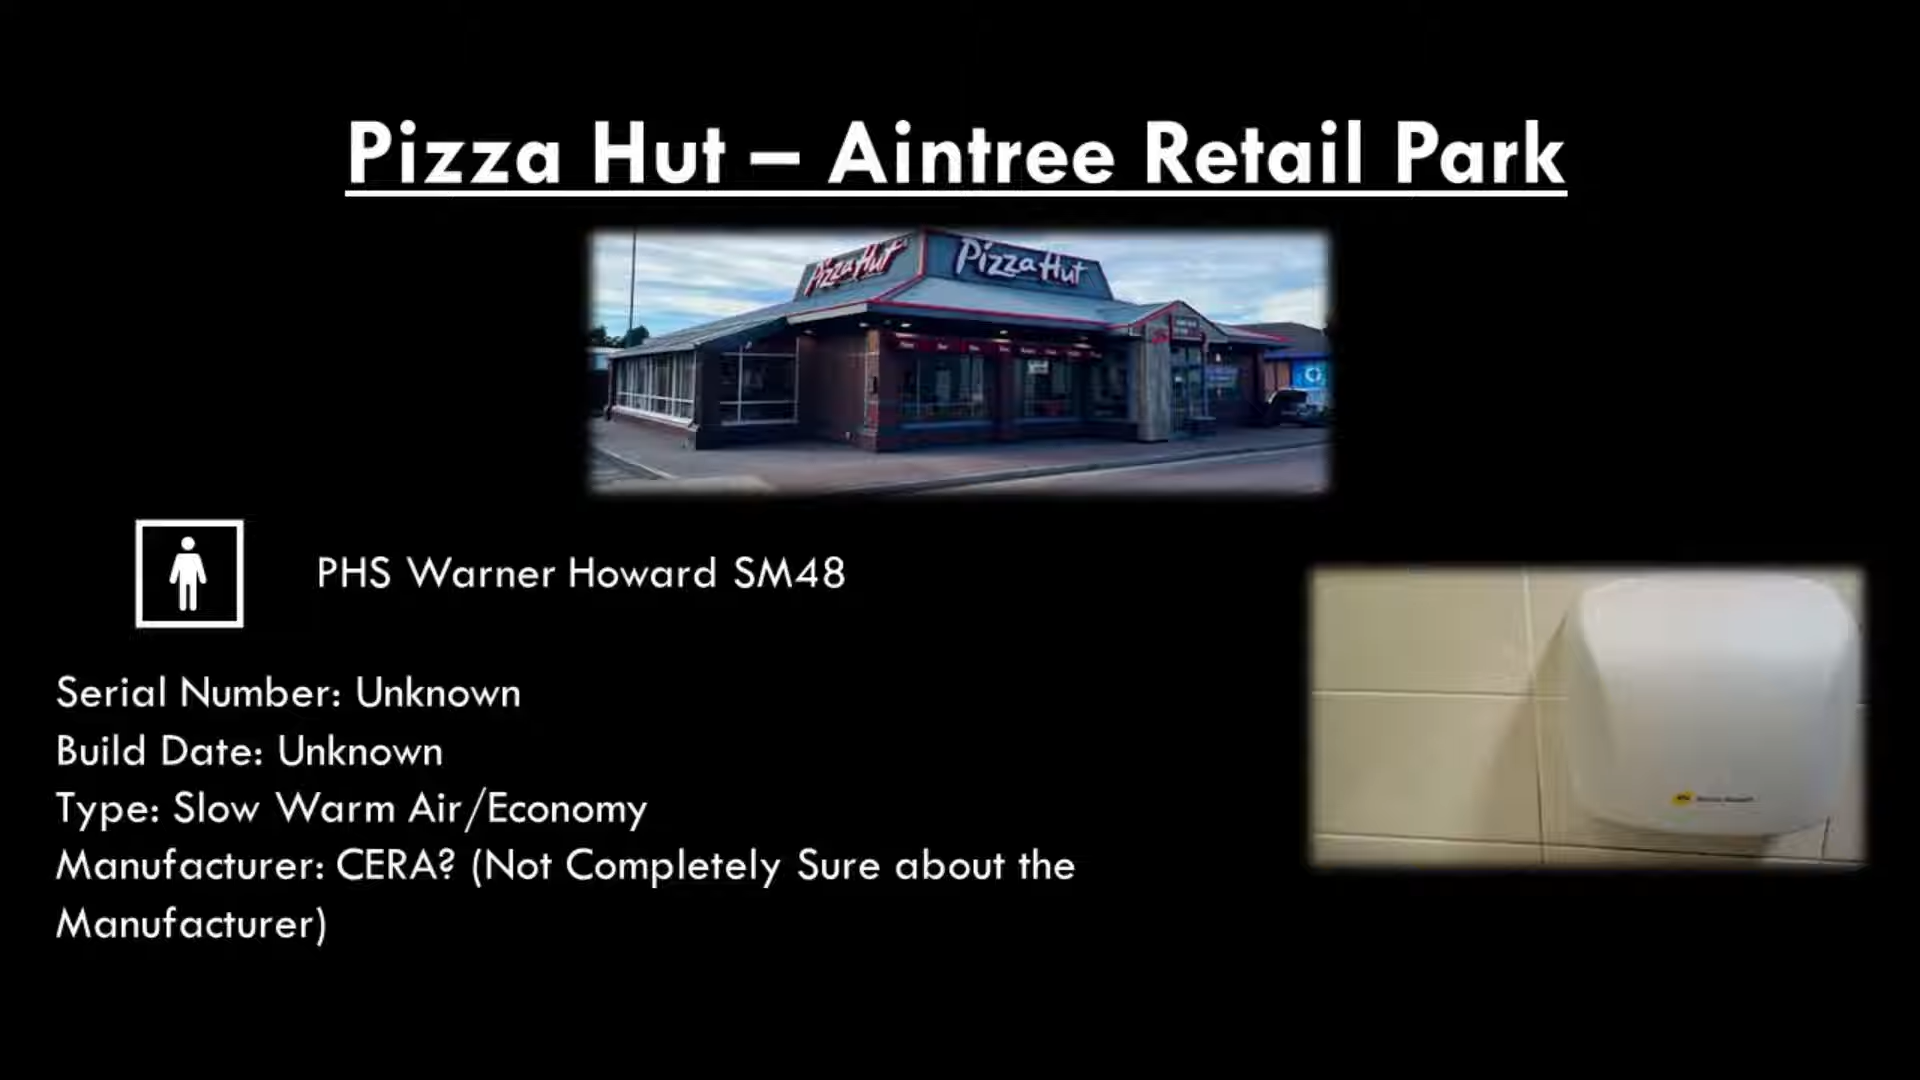 Pizza Hut – Aintree Retail Park
Pizza Hut
Pizza Hut
PHS Warner Howard SM48
Serial Number: Unknown
Build Date: Unknown
Type: Slow Warm Air/Economy
Manufacturer: CERA? (Not Completely Sure about the
Manufacturer)